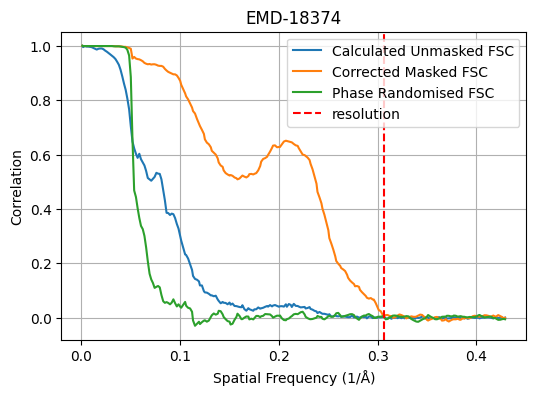 EMD-18374
Calculated Unmasked FSC
Corrected Masked FSC
Phase Randomised FSC
resolution
Correlation
1.0
0.8
0.6
0.4
0.2
0.0
0.0 0.1 0.2 0.3 0.4
Spatial Frequency (1/Å)